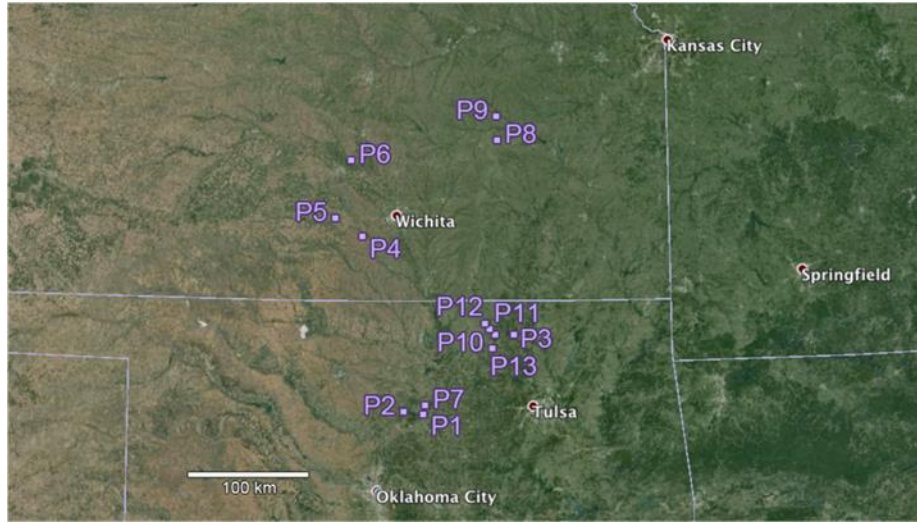 Kansas City
P9
P8
P6
P5
Wichita
P4
Springfield
P12
P11
P10
P3
P13
P7
P2
P1
Tulsa
100 km
Oklahoma City